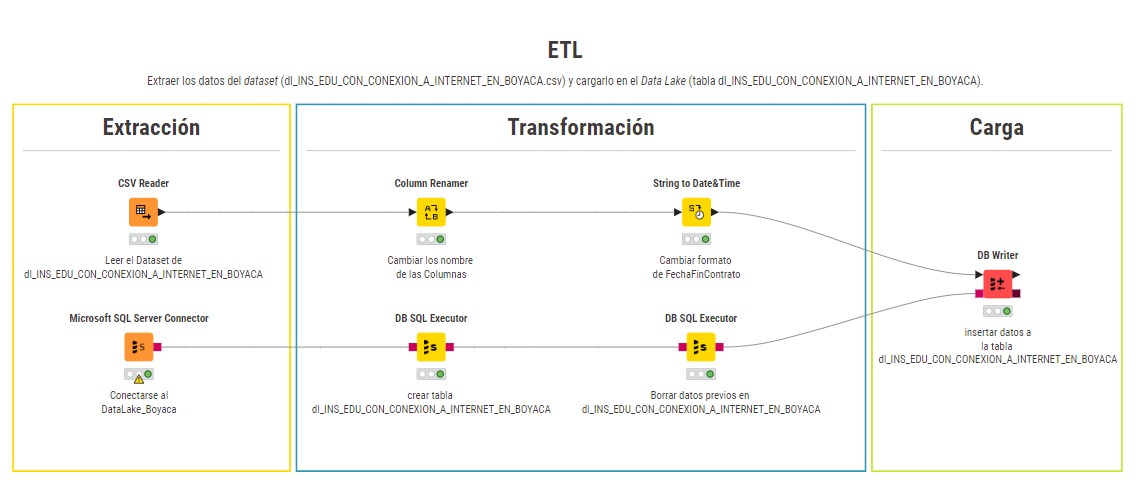 ETL
Extraer los datos del dataset (dl_INS_EDU_CON_CONEXION_A_INTERNET_EN_BOYACA.csv) y cargarlo en el Data Lake (tabla dl_INS_EDU_CON_CONEXION_A_INTERNET_EN_BOYACA).
Extracción
CSV Reader
Leer el Dataset de
dl_INS_EDU_CON_CONEXION_A_INTERNET_EN_BOYACA
Microsoft SQL Server Connector
S
Conectarse al
DataLake_Boyaca
Transformación
Column Renamer
A
B
Cambiar los nombre
de las Columnas
String to Date&Time
S
Cambiar formato
de FechaFinContrato
DB SQL Executor
s
crear tabla
dl_INS_EDU_CON_CONEXION_A_INTERNET_EN_BOYACA
DB SQL Executor
s
Borrar datos previos en
dl_INS_EDU_CON_CONEXION_A_INTERNET_EN_BOYACA
Carga
DB Writer
insertar datos a
la tabla
dl_INS_EDU_CON_CONEXION_A_INTERNET_EN_BOYACA